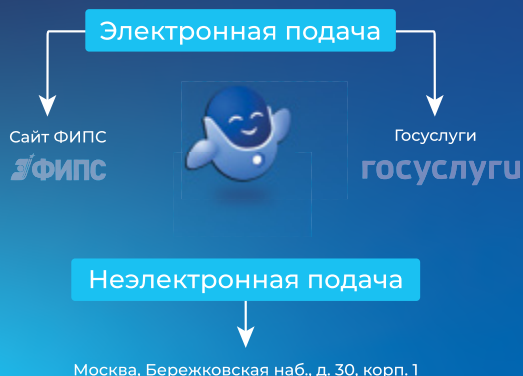 Электронная подача
Сайт ФИПС
ФИПС
Госуслуги
госуслуги
Неэлектронная подача
Москва, Бережковская наб., д. 30, корп. 1